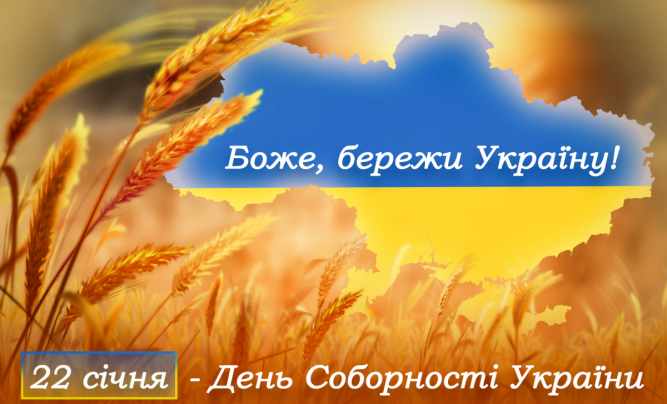 Боже, бережи Україну!
22 січня - День Соборності України